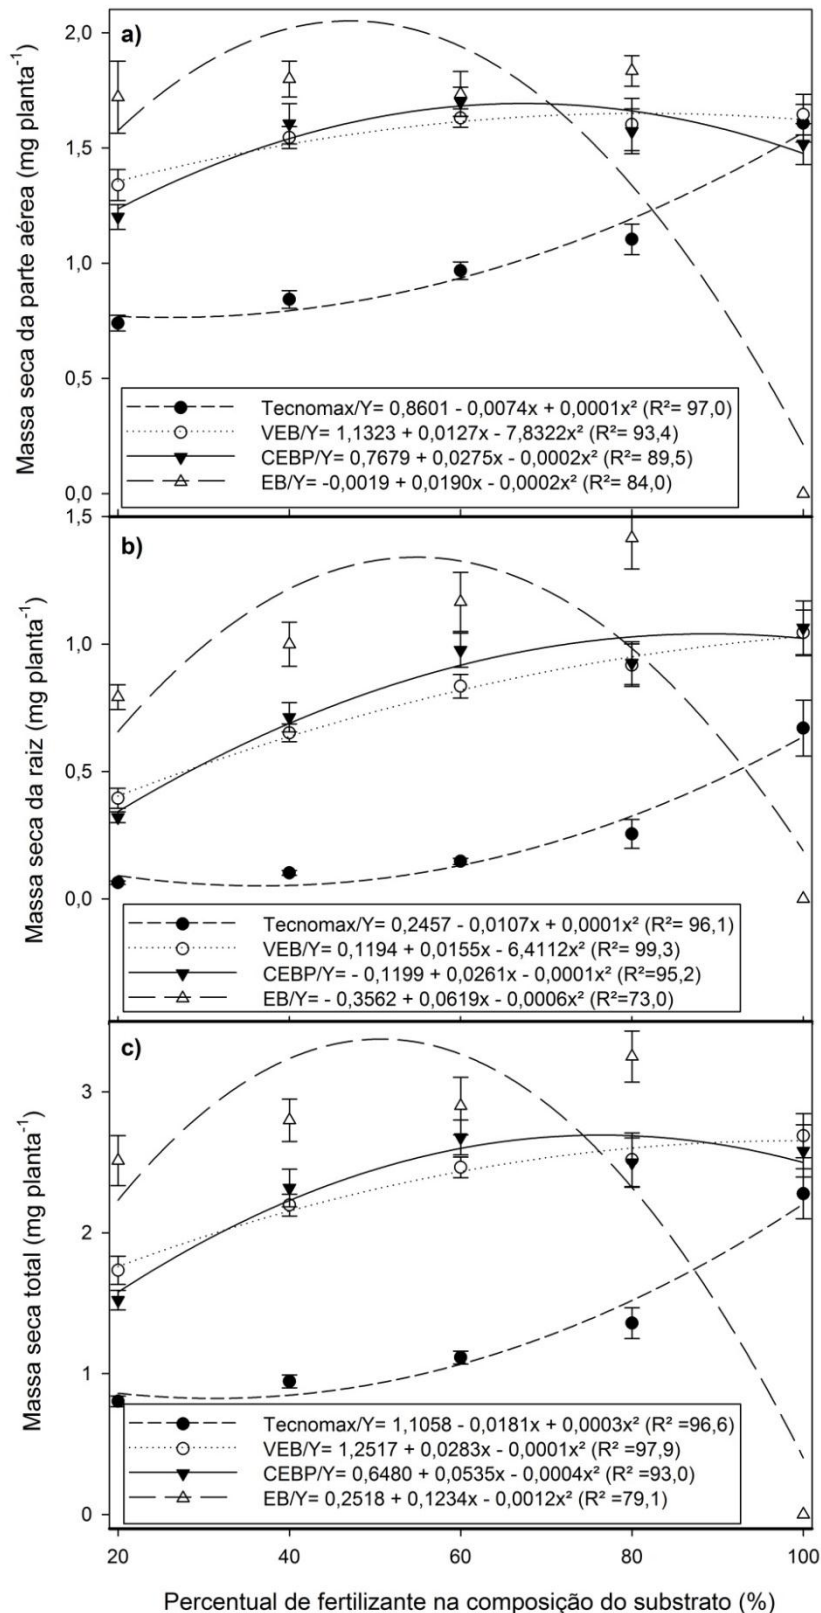 a)
Massa seca da parte aérea (mg planta⁻¹)
2,0
1,5
1,0
0,5
0,0
Tecnomax/Y= 0,8601 - 0,0074x + 0,0001x² (R²= 97,0)
VEB/Y= 1,1323 + 0,0127x - 7,8322x² (R²= 93,4)
CEBP/Y= 0,7679 + 0,0275x - 0,0002x² (R²= 89,5)
EB/Y= -0,0019 + 0,0190x - 0,0002x² (R²= 84,0)
b)
Massa seca da raiz (mg planta⁻¹)
1,5
1,0
0,5
0,0
Tecnomax/Y= 0,2457 - 0,0107x + 0,0001x² (R²= 96,1)
VEB/Y= 0,1194 + 0,0155x - 6,4112x² (R²= 99,3)
CEBP/Y= - 0,1199 + 0,0261x - 0,0001x² (R²=95,2)
EB/Y= - 0,3562 + 0,0619x - 0,0006x² (R²=73,0)
c)
Massa seca total (mg planta⁻¹)
3
2
1
0
Tecnomax/Y= 1,1058 - 0,0181x + 0,0003x² (R² =96,6)
VEB/Y= 1,2517 + 0,0283x - 0,0001x² (R² =97,9)
CEBP/Y= 0,6480 + 0,0535x - 0,0004x² (R² =93,0)
EB/Y= 0,2518 + 0,1234x - 0,0012x² (R² =79,1)
20 40 60 80 100
Percentual de fertilizante na composição do substrato (%)